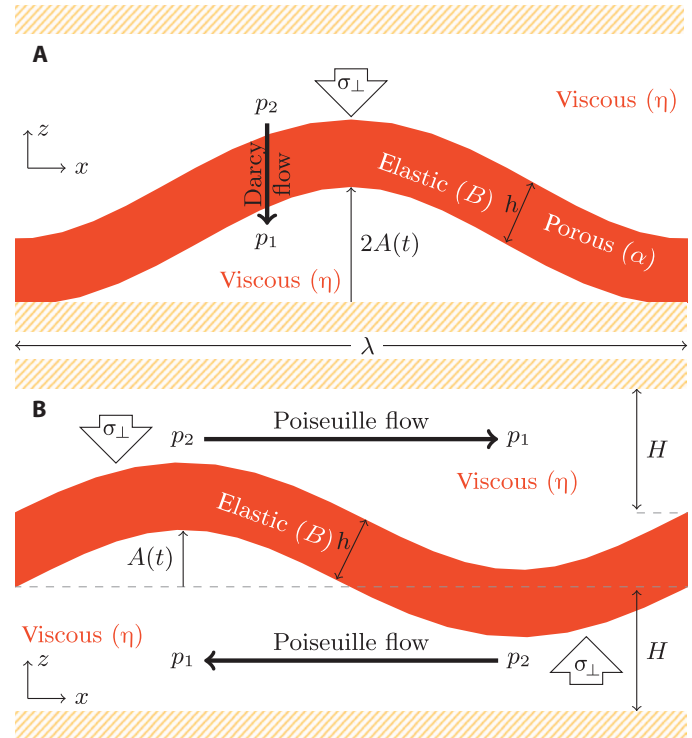 A
σ⊥
Viscous (η)
p2
z
x
Darcy
flow
Elastic (B)
h
Porous (α)
p1
2A(t)
Viscous (η)
λ
B
σ⊥
p2
Poiseuille flow
p1
H
Viscous (η)
Elastic (B)
h
A(t)
Viscous (η)
Poiseuille flow
p1
p2
σ⊥
H
z
x